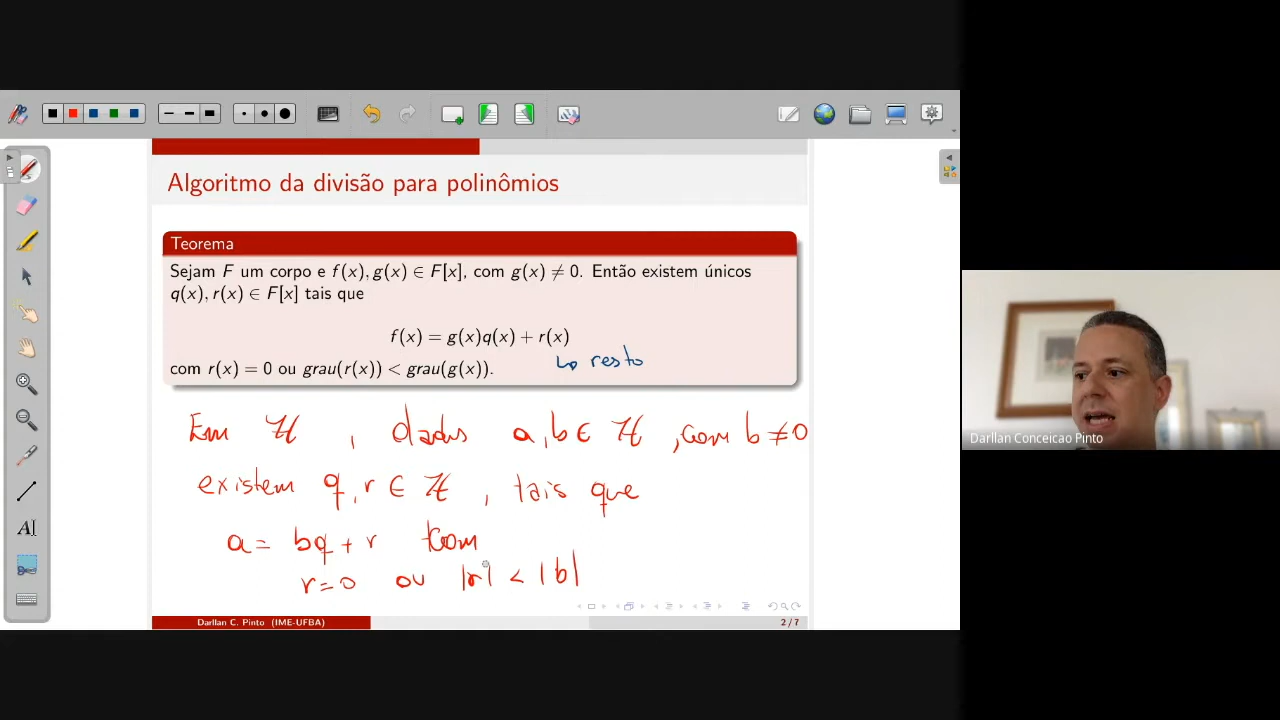 Algoritmo da divisão para polinômios
Teorema
Sejam F um corpo e f(x), g(x) ∈ F[x], com g(x) ≠ 0. Então existem únicos
q(x), r(x) ∈ F[x] tais que
f(x) = g(x)q(x) + r(x)
↳ resto
com r(x) = 0 ou grau(r(x)) < grau(g(x)).
Em ℤ, dados a, b ∈ ℤ, com b ≠ 0
existem q, r ∈ ℤ, tais que
a = bq + r com
r = 0 ou |r| < |b|
Darllan C. Pinto (IME-UFBA)
2 / 7
Darllan Conceicao Pinto
A